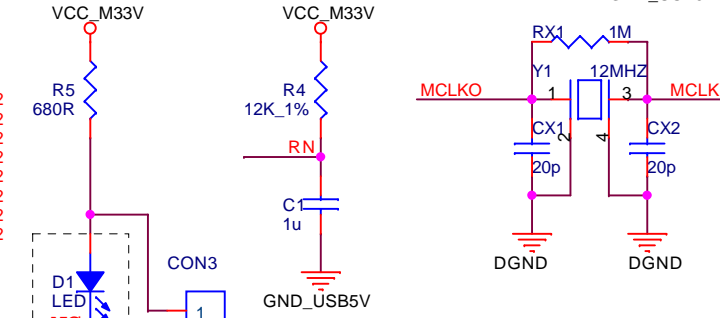 VCC_M33V
R5
680R
D1
LED
CON3
1
VCC_M33V
R4
12K_1%
RN
C1
1u
GND_USB5V
RX1
1M
Y1
12MHZ
MCLKO
1
3
MCLK
CX1
2
4
CX2
20p
20p
DGND
DGND